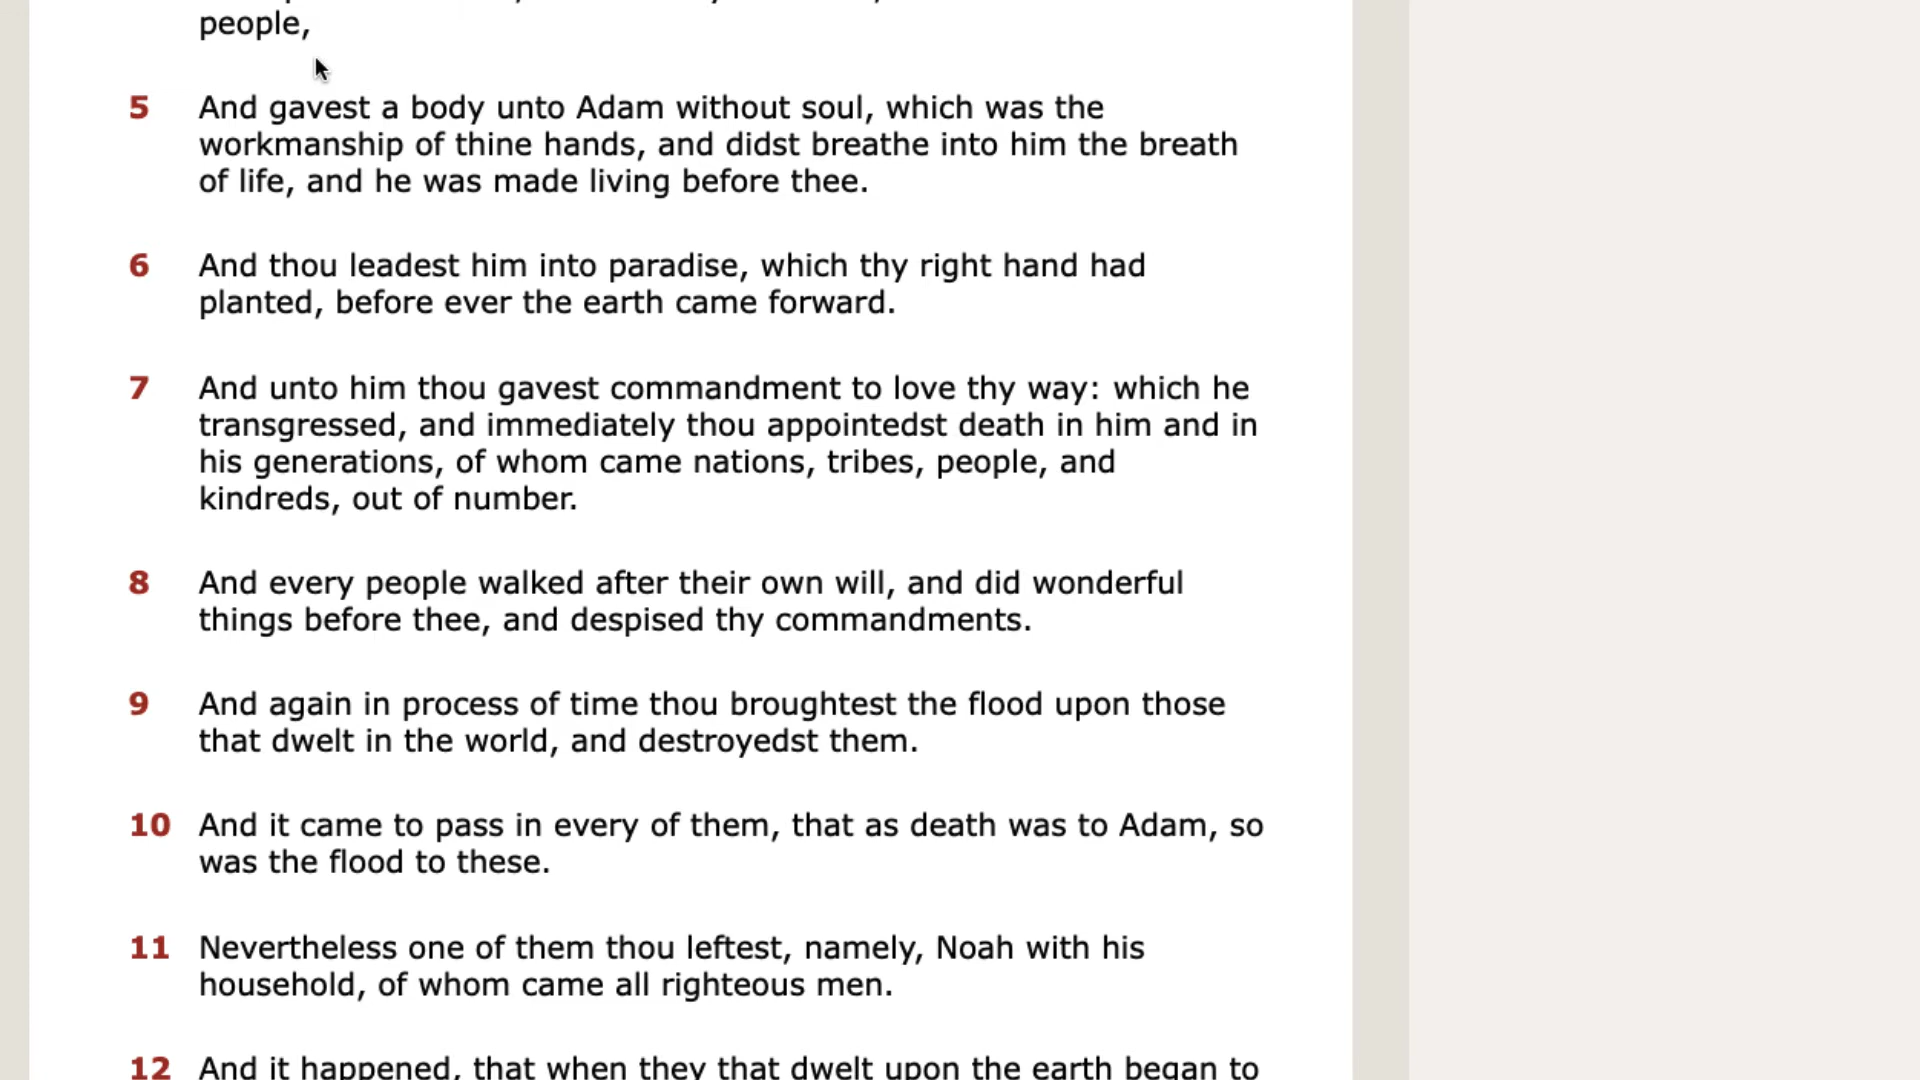 people,
5 And gavest a body unto Adam without soul, which was the
workmanship of thine hands, and didst breathe into him the breath
of life, and he was made living before thee.
6 And thou leadest him into paradise, which thy right hand had
planted, before ever the earth came forward.
7 And unto him thou gavest commandment to love thy way: which he
transgressed, and immediately thou appointedst death in him and in
his generations, of whom came nations, tribes, people, and
kindreds, out of number.
8 And every people walked after their own will, and did wonderful
things before thee, and despised thy commandments.
9 And again in process of time thou broughtest the flood upon those
that dwelt in the world, and destroyedst them.
10 And it came to pass in every of them, that as death was to Adam, so
was the flood to these.
11 Nevertheless one of them thou leftest, namely, Noah with his
household, of whom came all righteous men.
12 And it happened, that when they that dwelt upon the earth began to